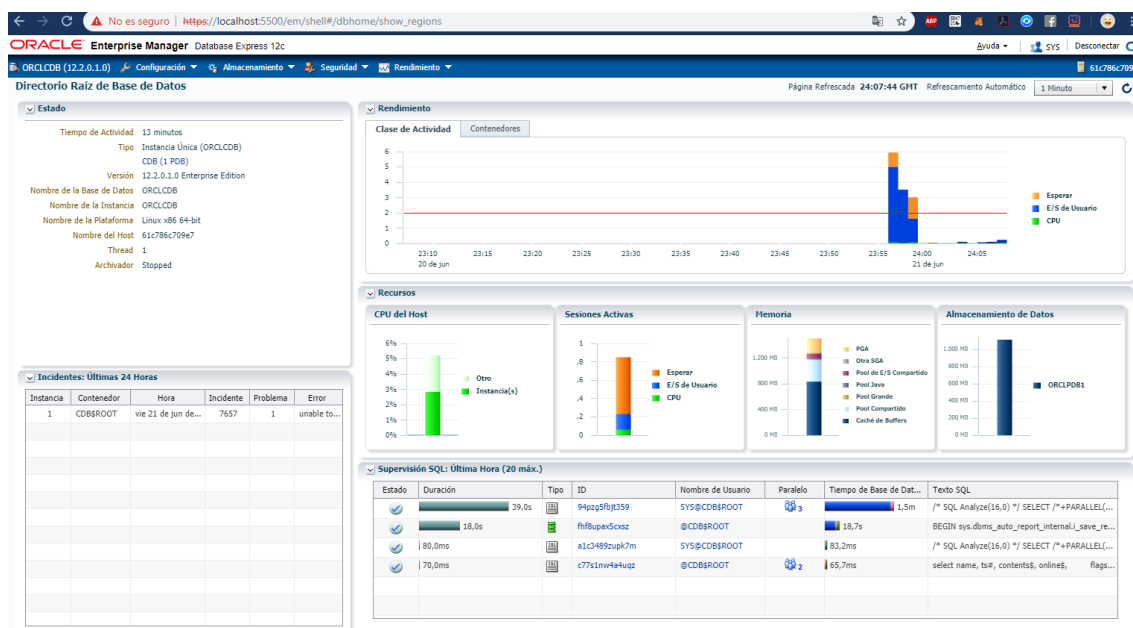 No es seguro | https://localhost:5500/em/shell#/dbhome/show_regions
ORACLE Enterprise Manager Database Express 12c
Ayuda SYS Desconectar
ORCLCDB (12.2.0.1.0) Configuración Almacenamiento Seguridad Rendimiento 61c786c709
Directorio Raíz de Base de Datos
Página Refrescada 24:07:44 GMT Refrescamiento Automático 1 Minuto
Estado
Tiempo de Actividad 13 minutos
Tipo Instancia Única (ORCLCDB)
CDB (1 PDB)
Versión 12.2.0.1.0 Enterprise Edition
Nombre de la Base de Datos ORCLCDB
Nombre de la Instancia ORCLCDB
Nombre de la Plataforma Linux x86 64-bit
Nombre del Host 61c786c709e7
Thread 1
Archivador Stopped
Rendimiento
Clase de Actividad Contenedores
6
5
4
3
2
1
0
23:10 23:15 23:20 23:25 23:30 23:35 23:40 23:45 23:50 23:55 24:00 24:05
20 de jun 21 de jun
Esperar
E/S de Usuario
CPU
Recursos
CPU del Host
6%
5%
4%
3%
2%
1%
0%
Otro
Instancia(s)
Sesiones Activas
1
,8
,6
,4
,2
0
Esperar
E/S de Usuario
CPU
Memoria
1.200 MB
800 MB
400 MB
0 MB
PGA
Otra SGA
Pool de E/S Compartido
Pool Java
Pool Grande
Pool Compartido
Caché de Buffers
Almacenamiento de Datos
1.000 MB
800 MB
600 MB
400 MB
200 MB
0 MB
ORCLPDB1
Incidentes: Últimas 24 Horas
Instancia Contenedor Hora Incidente Problema Error
1 CDB$ROOT vie 21 de jun de... 7657 1 unable to...
Supervisión SQL: Última Hora (20 máx.)
Estado Duración Tipo ID Nombre de Usuario Paralelo Tiempo de Base de Dat... Texto SQL
39,0s 94pzg5fbjt359 SYS@CDB$ROOT 3 1,5m /* SQL Analyze(16,0) */ SELECT /*+PARALLEL(...
18,0s fhf8upax5cxsz @CDB$ROOT 18,7s BEGIN sys.dbms_auto_report_internal.i_save_re...
80,0ms a1c3489zupk7m SYS@CDB$ROOT 83,2ms /* SQL Analyze(16,0) */ SELECT /*+PARALLEL(...
70,0ms c77s1nw4a4uqz @CDB$ROOT 2 65,7ms select name, ts#, contents$, online$, flags...